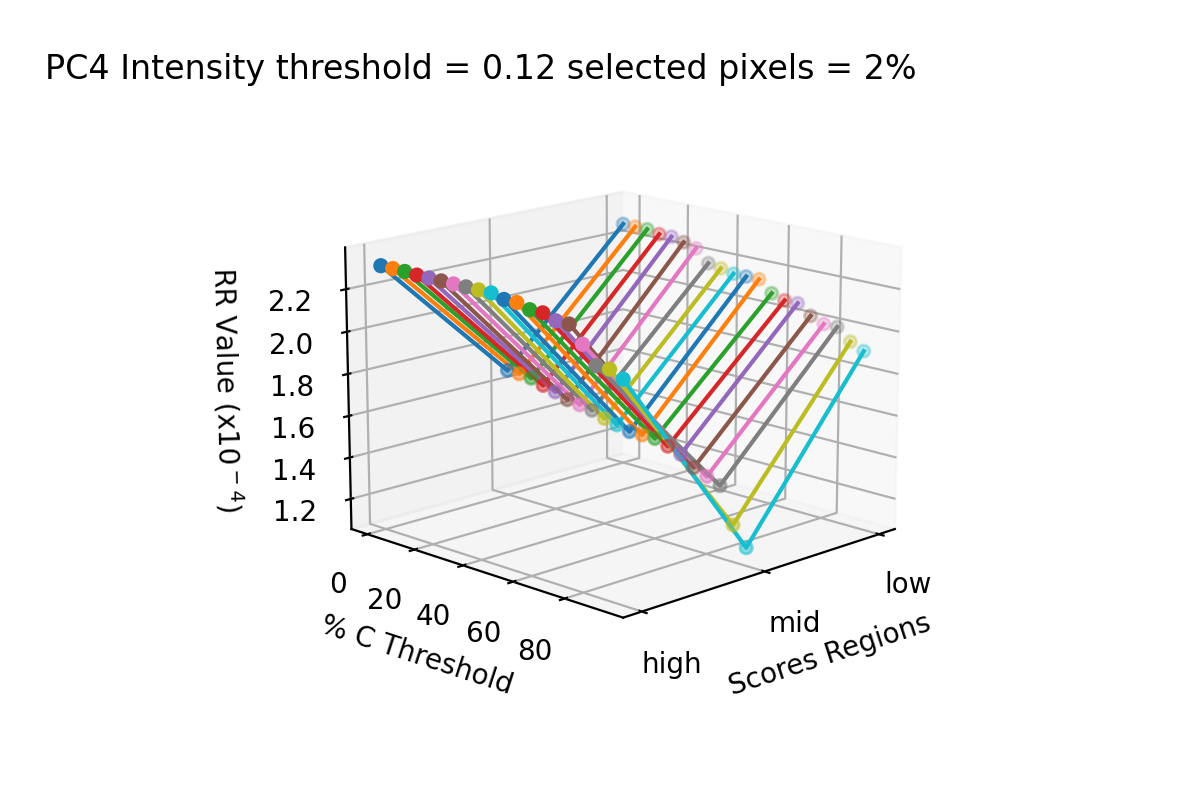 PC4 Intensity threshold = 0.12 selected pixels = 2%
RR Value (x10⁻⁴)
2.2
2.0
1.8
1.6
1.4
1.2
0
20
40
60
80
% C Threshold
high
mid
low
Scores Regions